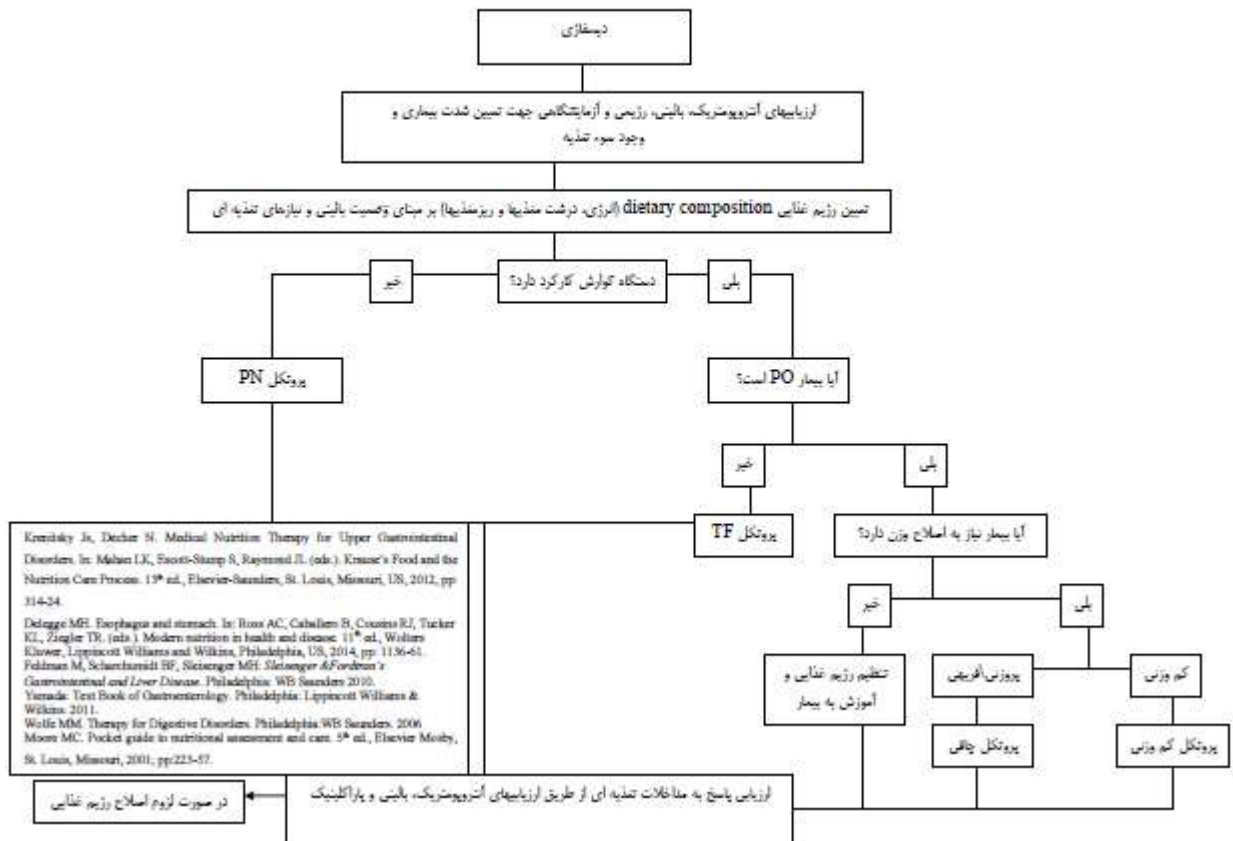 دیسفاژی
ارزیابیهای آنتروپومتریک، بالینی، رژیمی و آزمایشگاهی جهت تعیین شدت بیماری و
وجود سوء تغذیه
تعیین رژیم غذایی dietary composition (انرژی، درشت مغذیها و ریزمغذیها) بر مبنای وضعیت بالینی و نیازهای تغذیه ای
دستگاه گوارش کارکرد دارد؟
بلی
خیر
آیا بیمار PO است؟
پروتکل PN
بلی
خیر
آیا بیمار نیاز به اصلاح وزن دارد؟
پروتکل TF
Krenitsky Js, Decher N. Medical Nutrition Therapy for Upper Gastrointestinal
Disorders. In: Mahan LK, Escott-Stump S, Raymond JL (eds.). Krause's Food and the
Nutrition Care Process. 13th ed., Elsevier-Saunders, St. Louis, Missouri, US, 2012, pp
314-24.
Delegge MH. Esophagus and stomach. In: Ross AC, Caballero B, Cousins RJ, Tucker
KL, Ziegler TR. (eds.). Modern nutrition in health and disease. 11th ed., Wolters
Kluwer, Lippincott Williams and Wilkins, Philadelphia, US, 2014, pp: 1136-61.
Feldman M, Scharchimidt BF, Sleisenger MH: Sleisenger &Fordtran's
Gastrointestinal and Liver Disease. Philadelphia: WB Saunders 2010.
Yamada: Text Book of Gastroenterology. Philadelphia: Lippincott Williams &
Wilkins: 2011.
Wolfe MM. Therapy for Digestive Disorders. Philadelphia:WB Saunders. 2006
Moore MC. Pocket guide to nutritional assessment and care. 5th ed., Elsevier Mosby,
St. Louis, Missouri, 2001; pp:223-57.
بلی
خیر
کم وزنی
پروزنی\آفریهی
تنظیم رژیم غذایی و
آموزش به بیمار
پروتکل کم وزنی
پروتکل چاقی
ارزیابی پاسخ به مداخلات تغذیه ای از طریق ارزیابیهای آنتروپومتریک، بالینی و پاراکلینیک
در صورت لزوم اصلاح رژیم غذایی